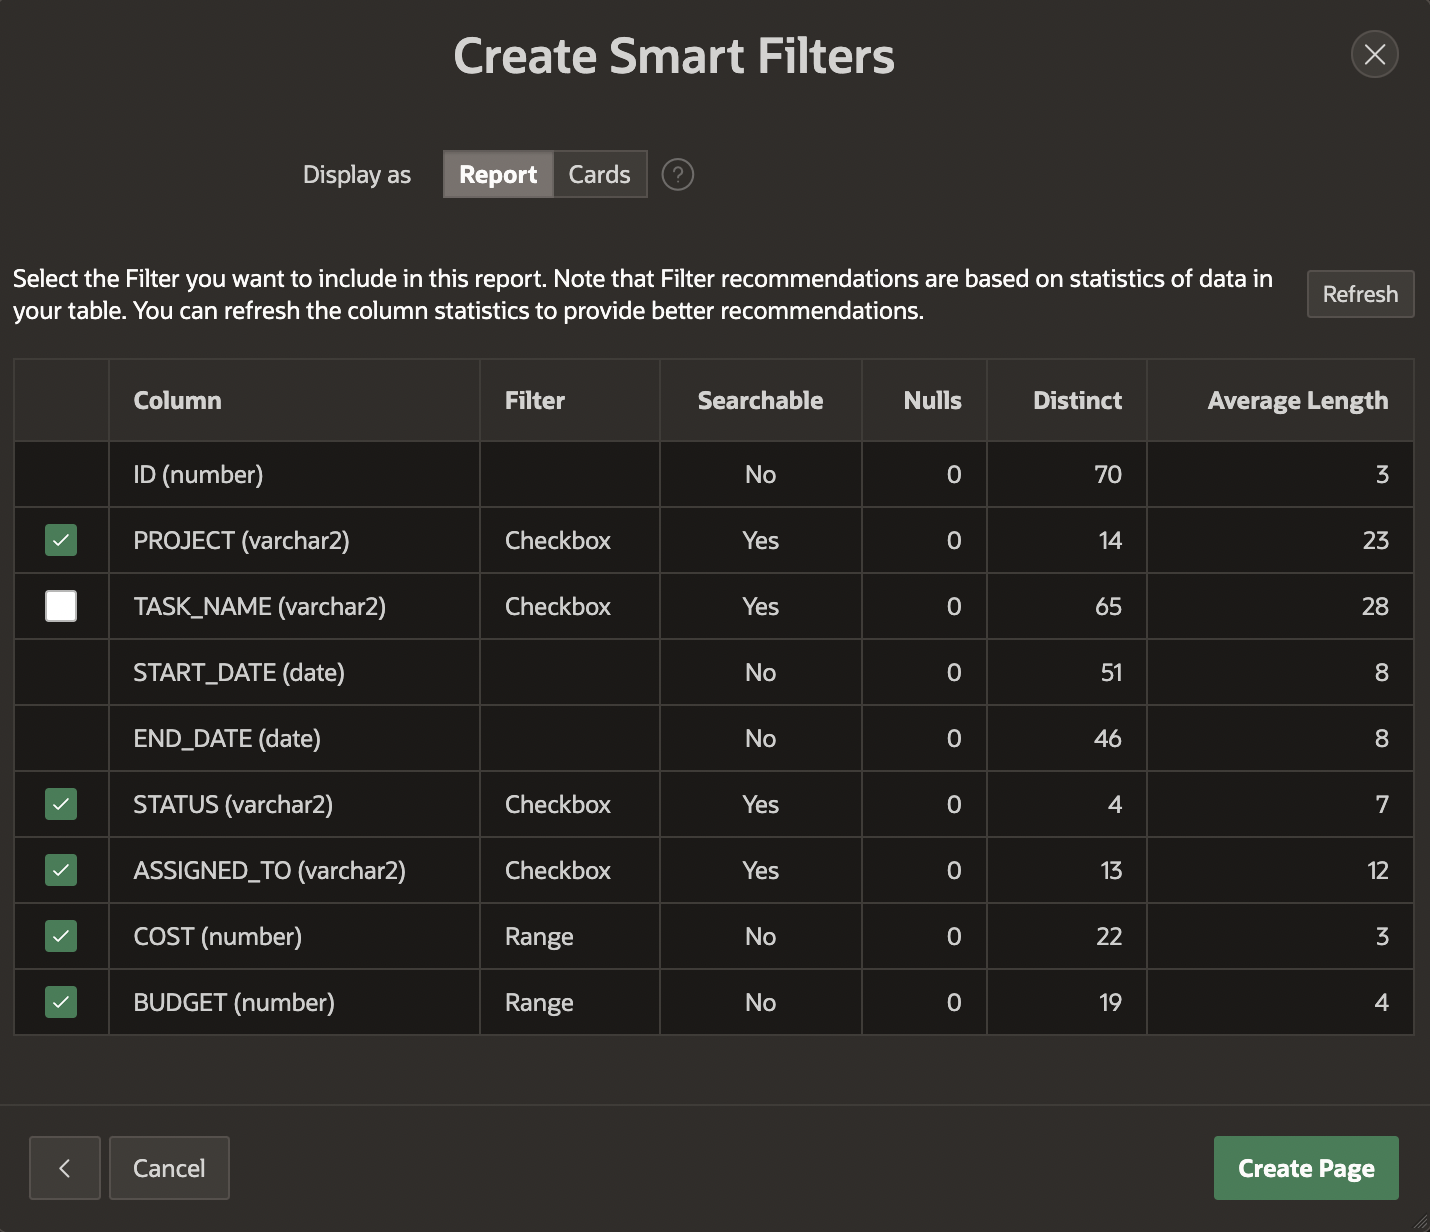 Create Smart Filters
Display as Report Cards ?
Select the Filter you want to include in this report. Note that Filter recommendations are based on statistics of data in
your table. You can refresh the column statistics to provide better recommendations.
Refresh
Column Filter Searchable Nulls Distinct Average Length
ID (number) No 0 70 3
PROJECT (varchar2) Checkbox Yes 0 14 23
TASK_NAME (varchar2) Checkbox Yes 0 65 28
START_DATE (date) No 0 51 8
END_DATE (date) No 0 46 8
STATUS (varchar2) Checkbox Yes 0 4 7
ASSIGNED_TO (varchar2) Checkbox Yes 0 13 12
COST (number) Range No 0 22 3
BUDGET (number) Range No 0 19 4
Cancel Create Page